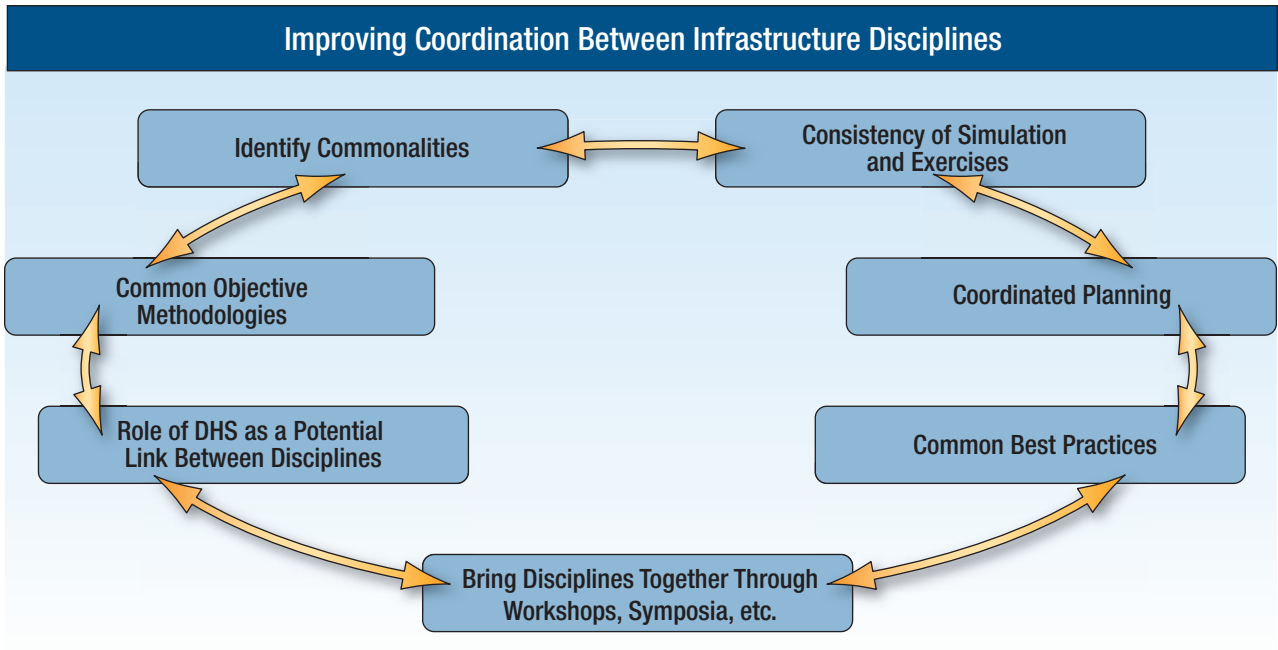 Improving Coordination Between Infrastructure Disciplines
Identify Commonalities
Consistency of Simulation
and Exercises
Common Objective
Methodologies
Coordinated Planning
Role of DHS as a Potential
Link Between Disciplines
Common Best Practices
Bring Disciplines Together Through
Workshops, Symposia, etc.